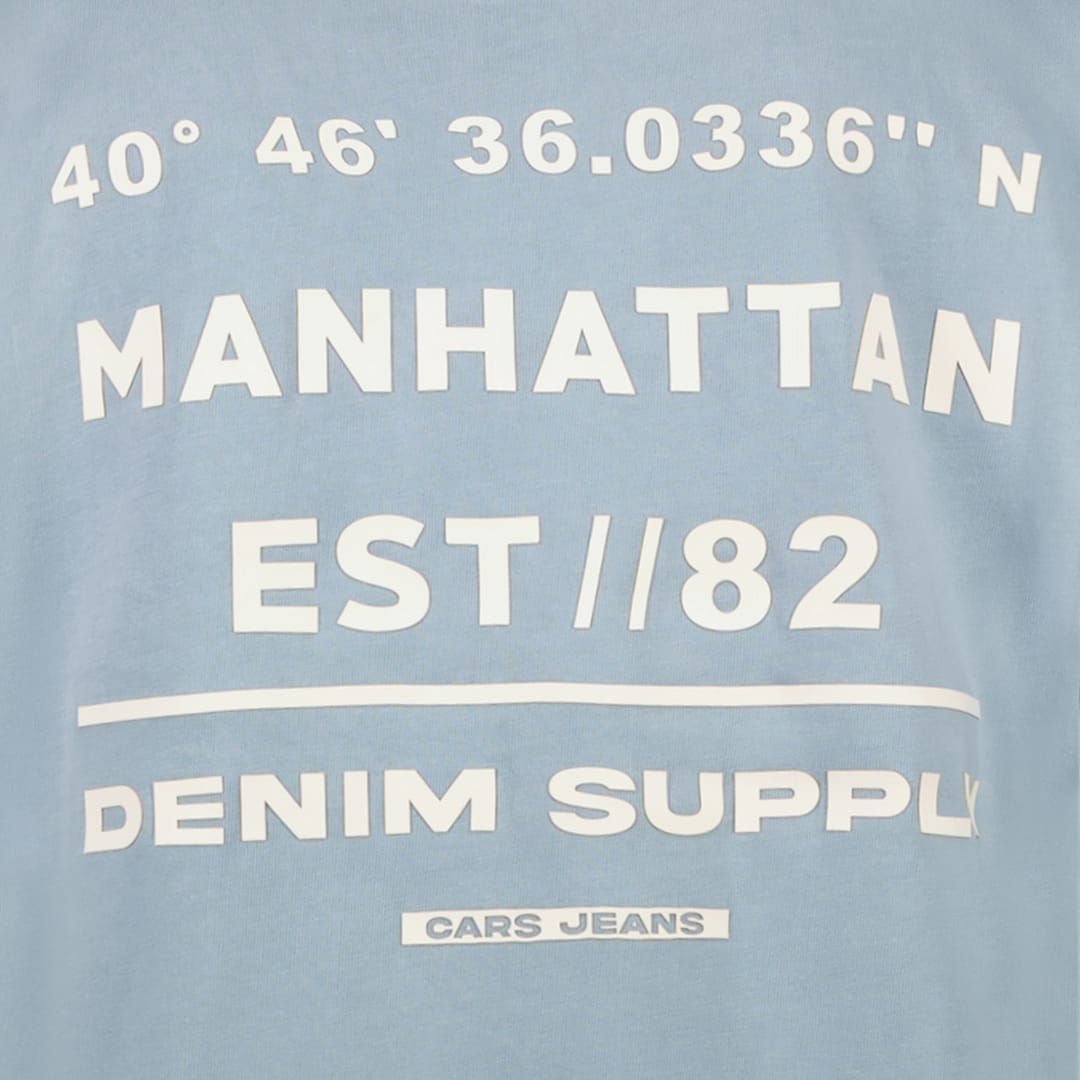 40° 46' 36.0336'' N
MANHATTAN
EST//82
DENIM SUPPLY
CARS JEANS